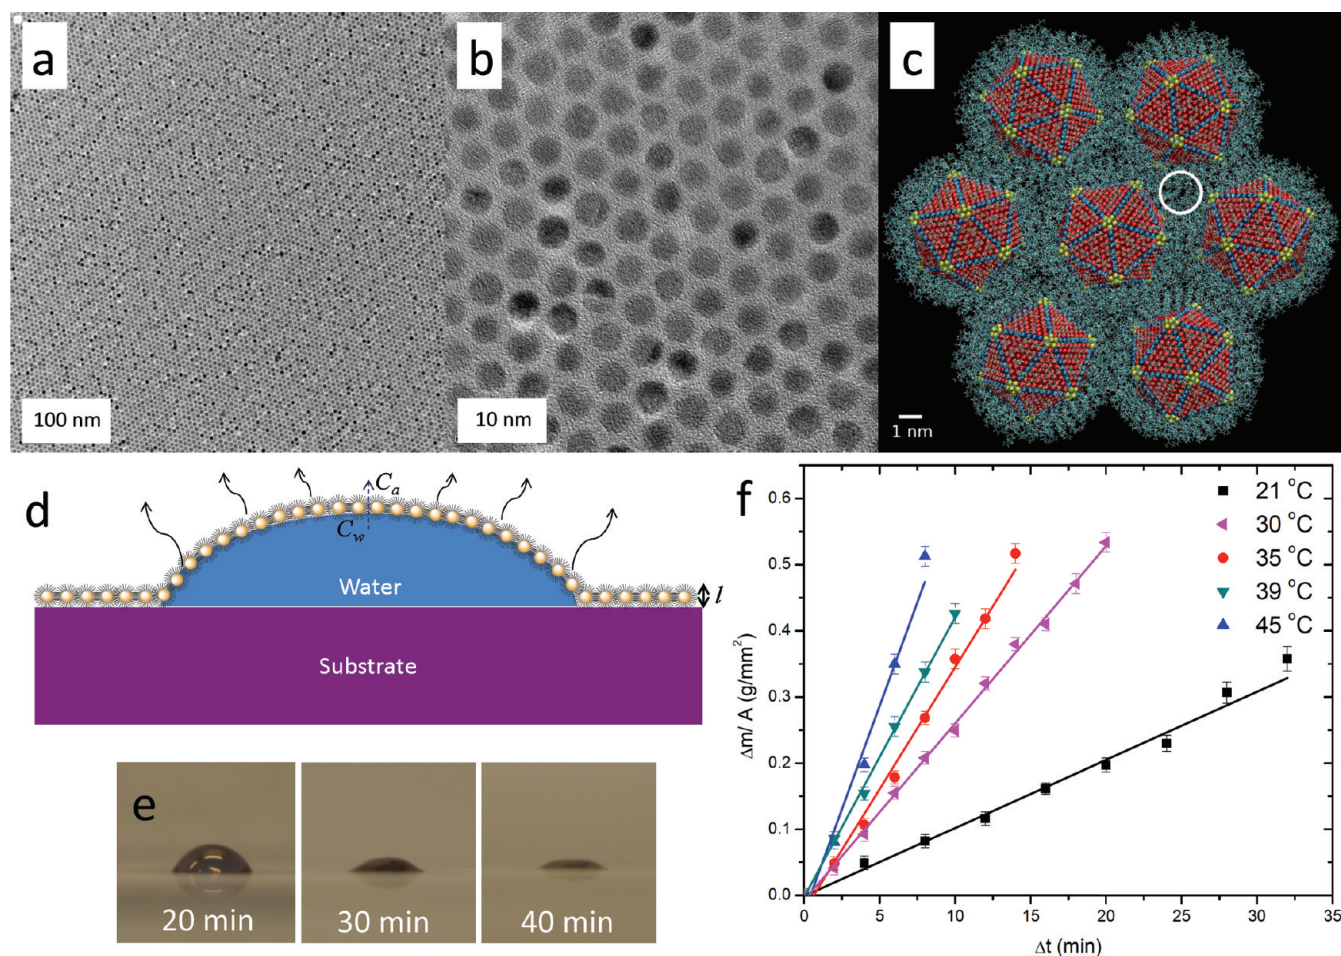 a
100 nm
b
10 nm
c
1 nm
d
C_a
C_w
Water
l
Substrate
e
20 min
30 min
40 min
f
0.6
0.5
0.4
0.3
0.2
0.1
0.0
Δm/ A (g/mm²)
21 °C
30 °C
35 °C
39 °C
45 °C
0 5 10 15 20 25 30 35
Δt (min)